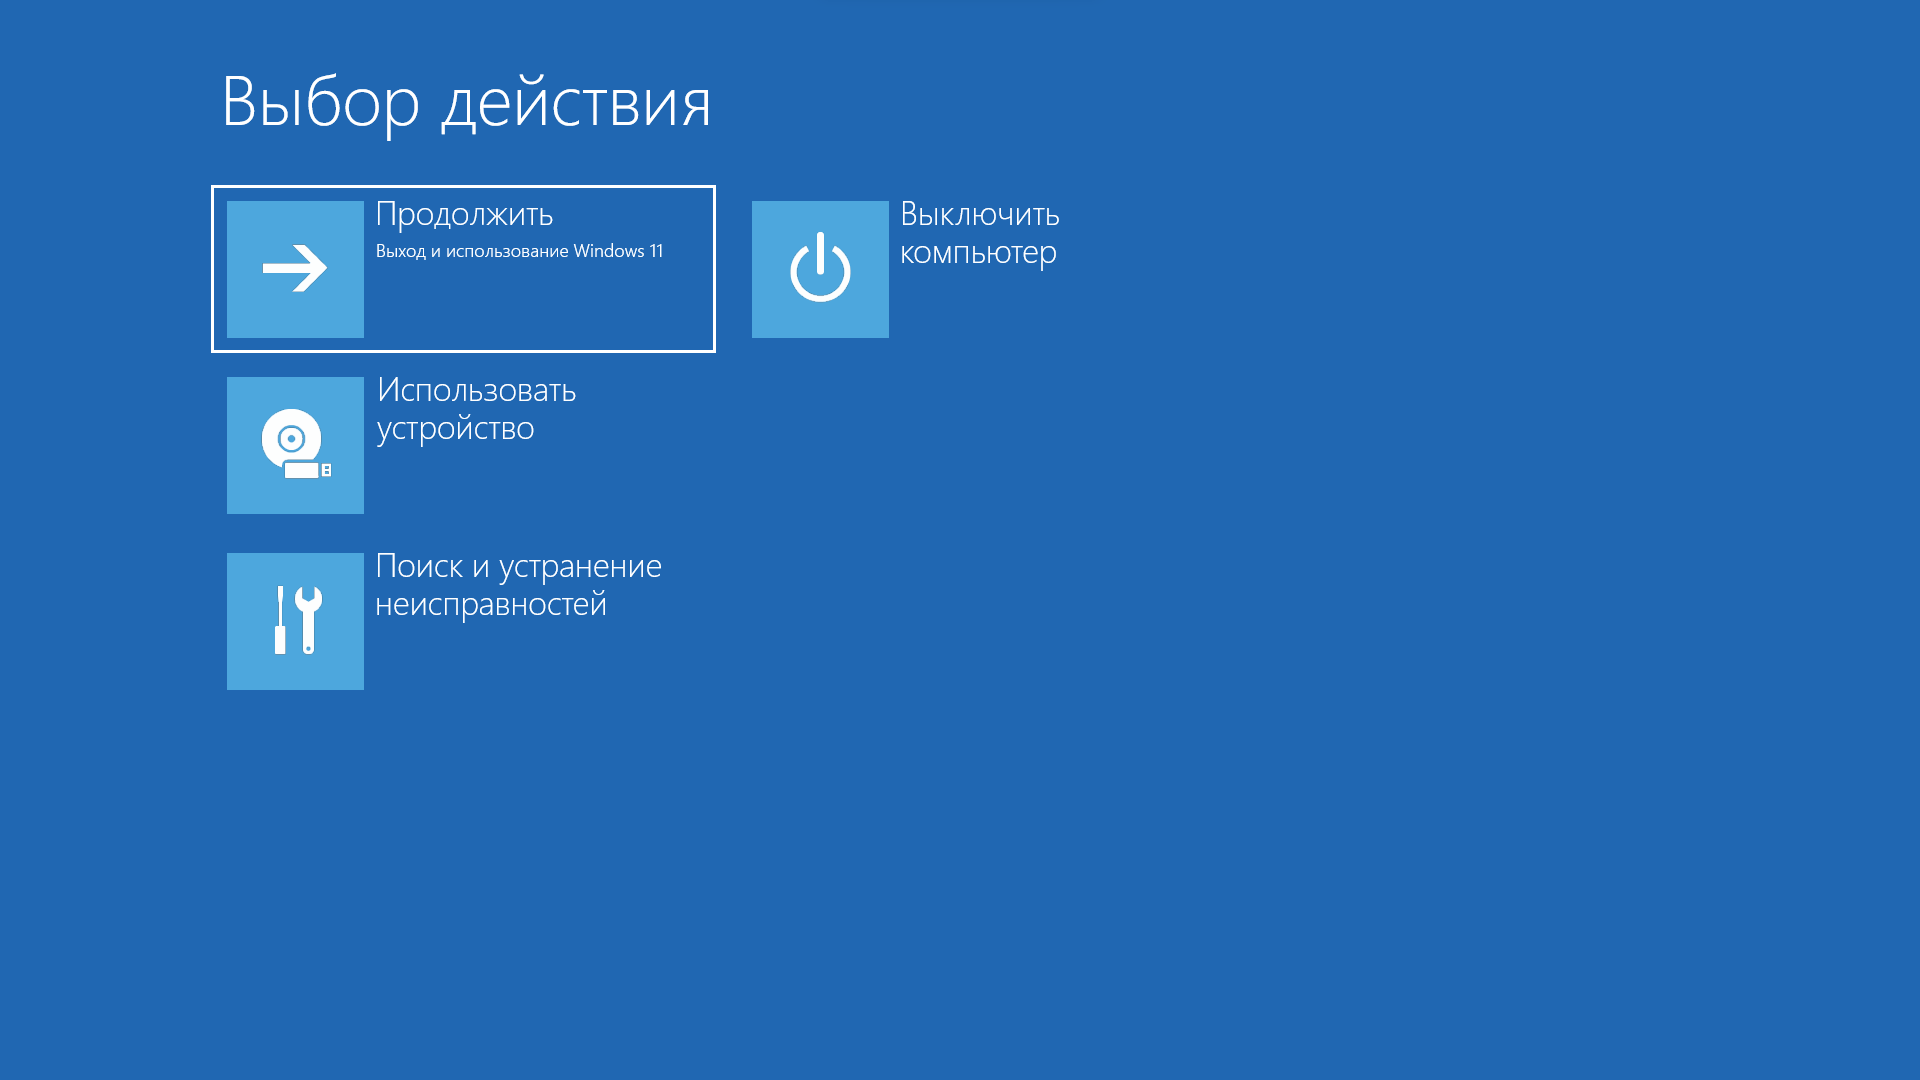 Выбор действия
Продолжить
Выход и использование Windows 11
Выключить
компьютер
Использовать
устройство
Поиск и устранение
неисправностей